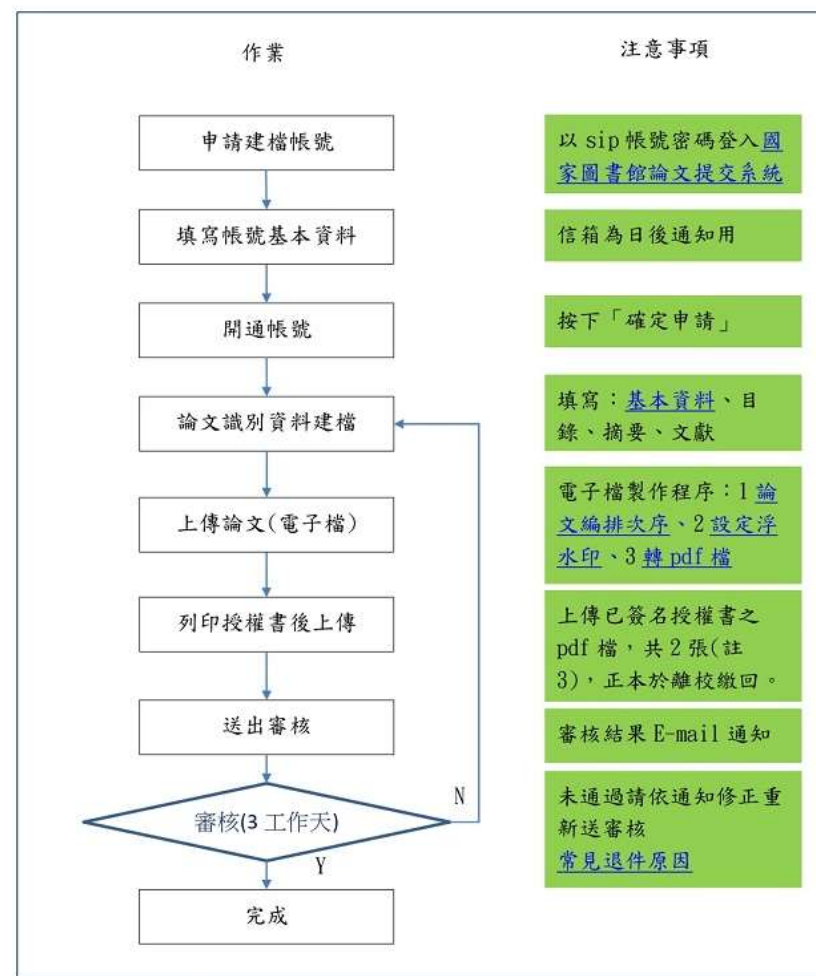 作業
注意事項
申請建檔帳號
以 sip 帳號密碼登入國
家圖書館論文提交系統
填寫帳號基本資料
信箱為日後通知用
開通帳號
按下「確定申請」
論文識別資料建檔
填寫：基本資料、目
錄、摘要、文獻
上傳論文(電子檔)
電子檔製作程序：1 論
文編排次序、2 設定浮
水印、3 轉 pdf 檔
列印授權書後上傳
上傳已簽名授權書之
pdf 檔，共 2 張(註
3)，正本於離校繳回。
送出審核
審核結果 E-mail 通知
審核(3 工作天)
N
Y
未通過請依通知修正重
新送審核
常見退件原因
完成